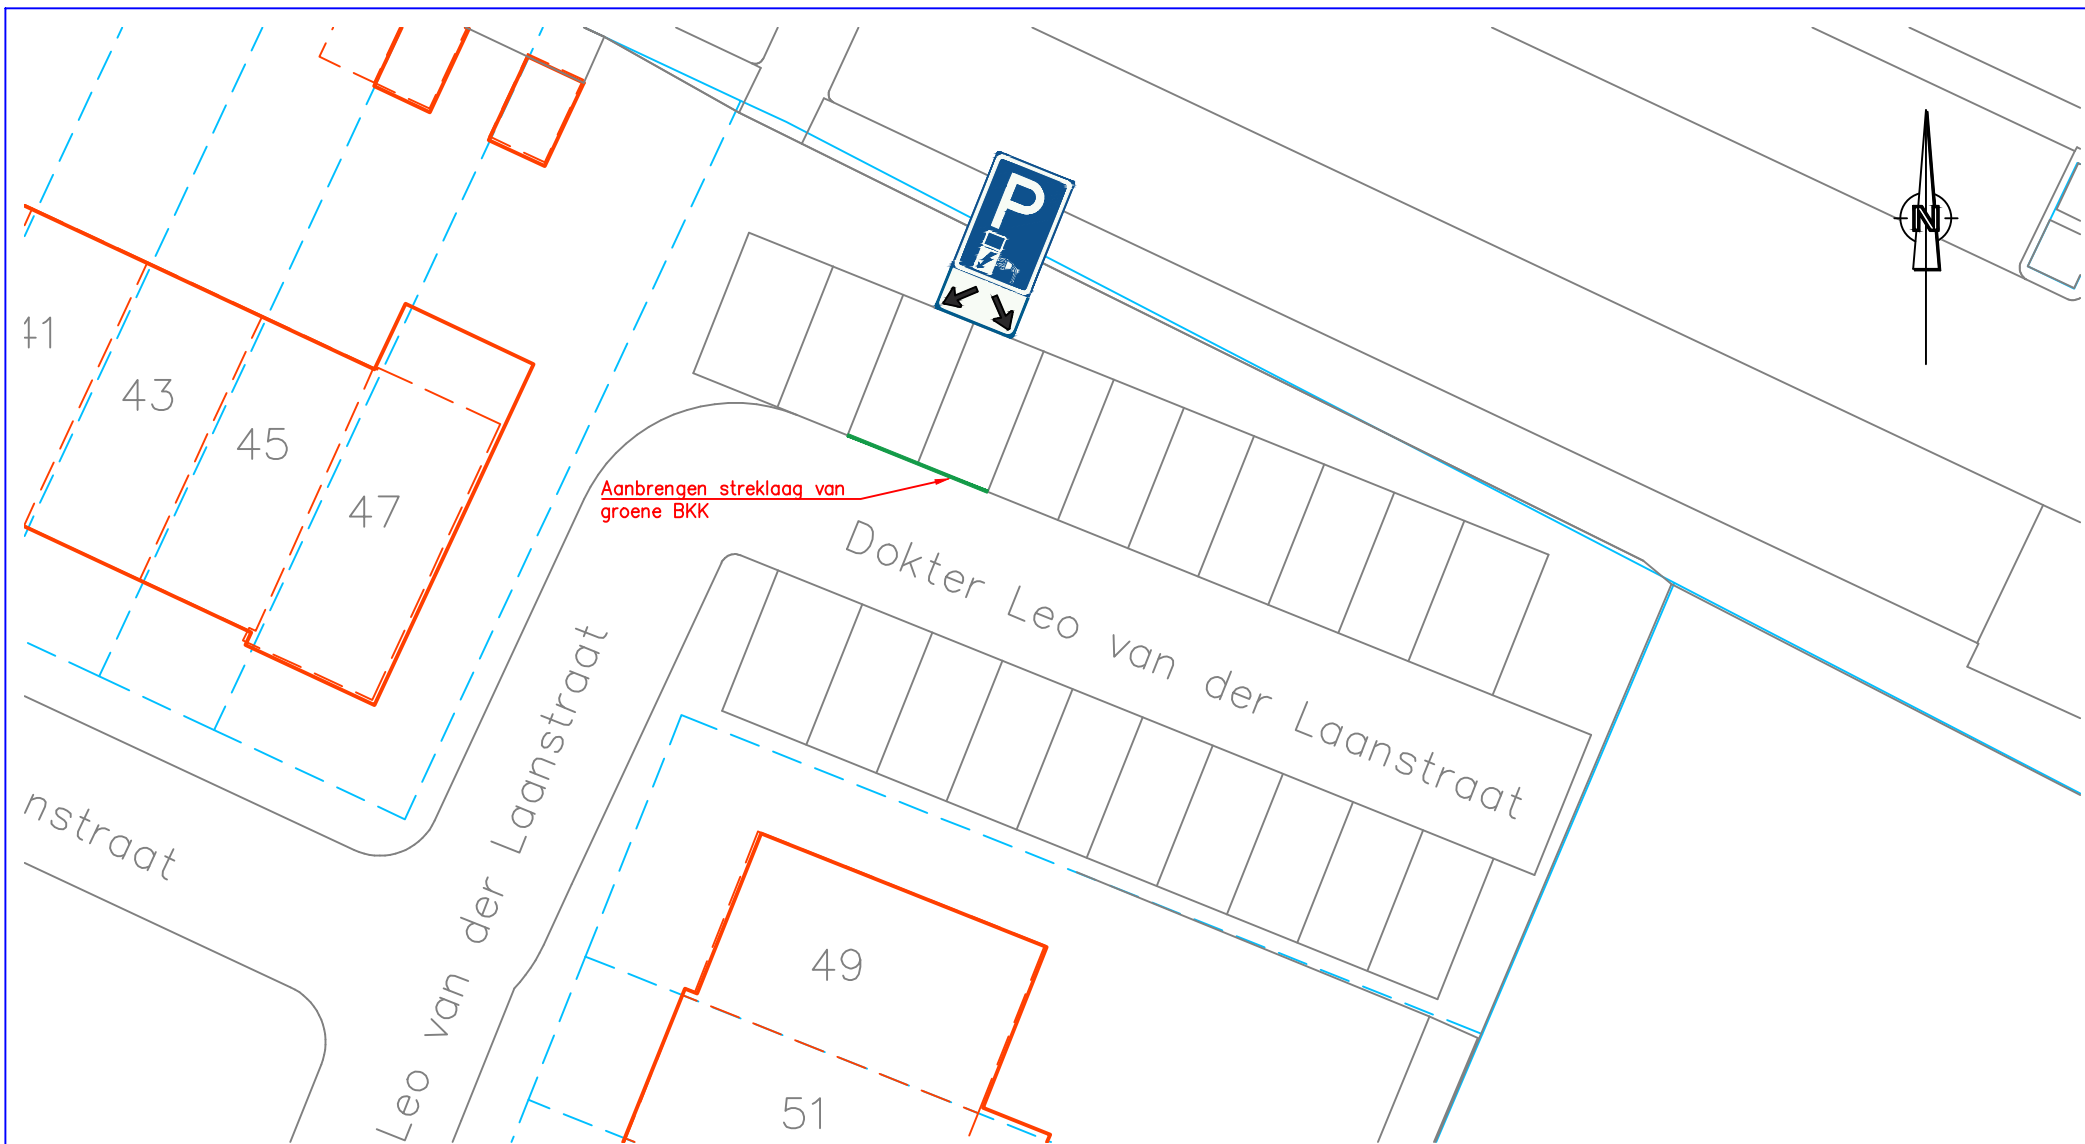 P
N
41
43
45
47
Aanbrengen streklaag van
groene BKK
Dokter Leo van der Laanstraat
Leo van der Laanstraat
nstraat
49
51